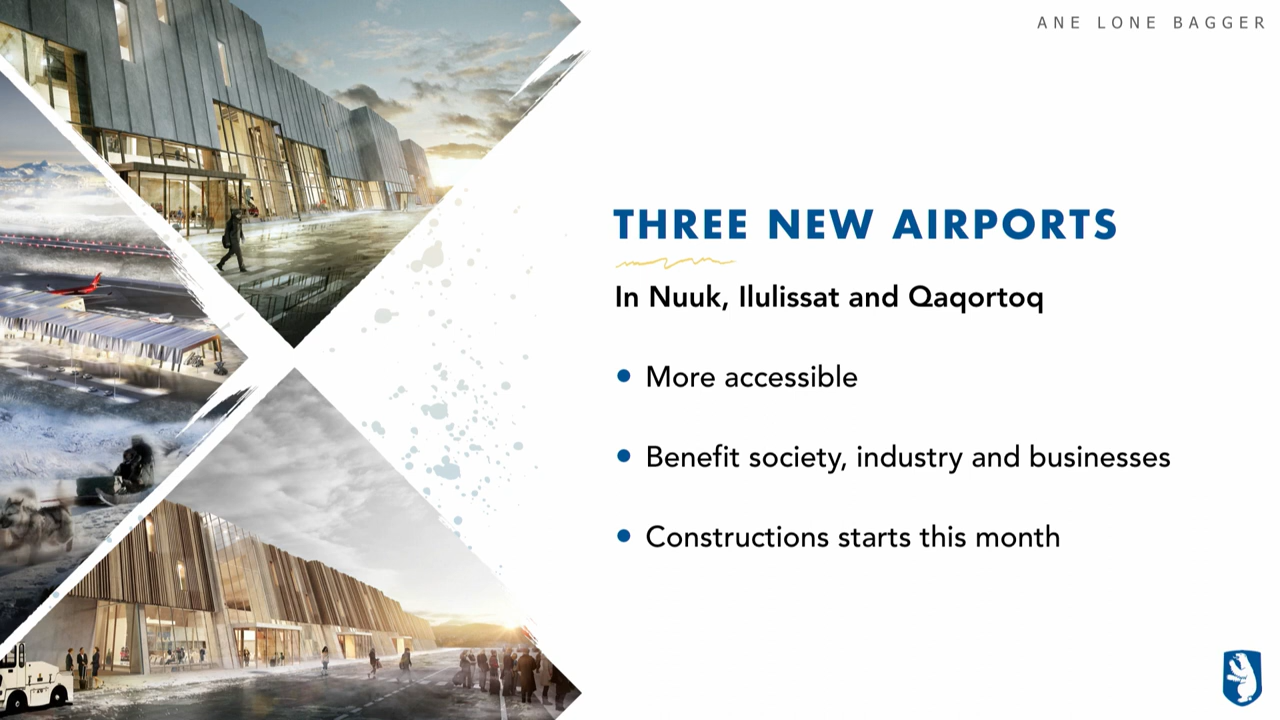 ANE LONE BAGGER
THREE NEW AIRPORTS
In Nuuk, Ilulissat and Qaqortoq
• More accessible
• Benefit society, industry and businesses
• Constructions starts this month